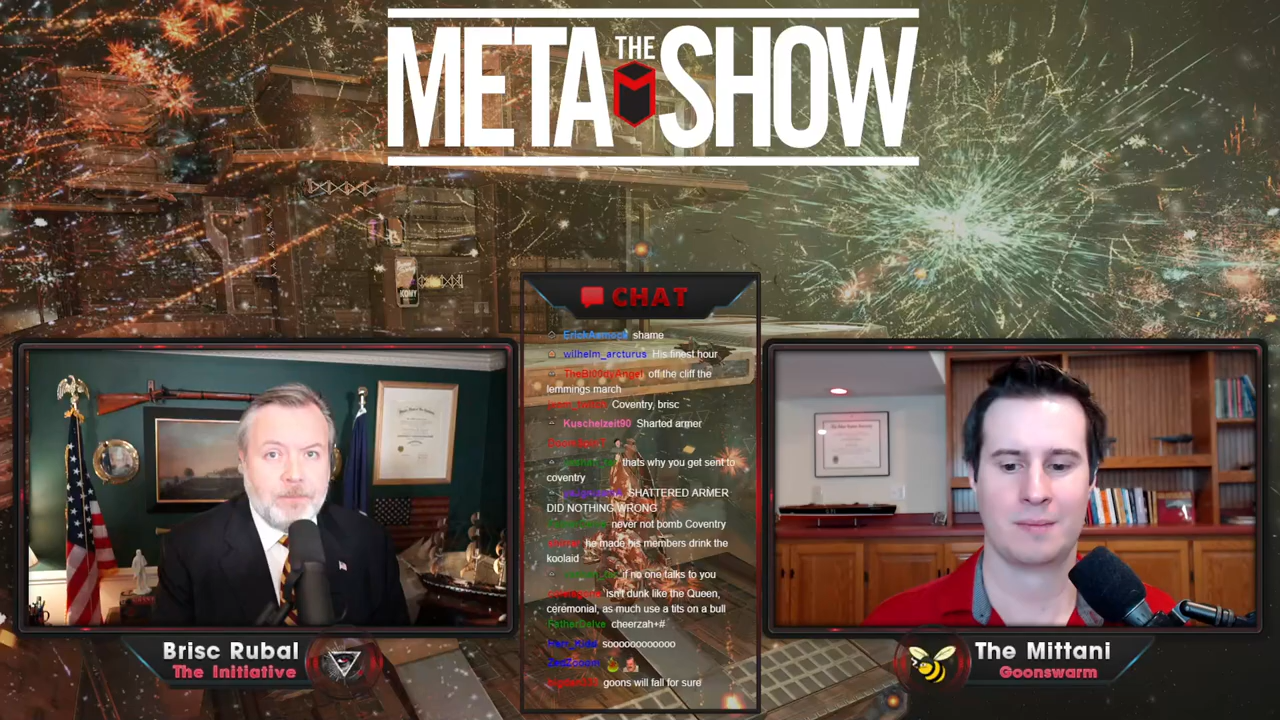 META THE SHOW
CHAT
shame
wilhelm_arcturus His finest hour
TheBl00dyAngel off the cliff the
lemmings march
Coventry, brisc
Kuschelzeit90 Sharted armer
thats why you get sent to
coventry
SHATTERED ARMER
DID NOTHING WRONG
never not bomb Coventry
he made his members drink the
koolaid
if no one talks to you
isn't dunk like the Queen,
ceremonial, as much use a tits on a bull
FatherDelve cheerzah+#
soooooooooooo
goons will fall for sure
Brisc Rubal
The Initiative
The Mittani
Goonswarm